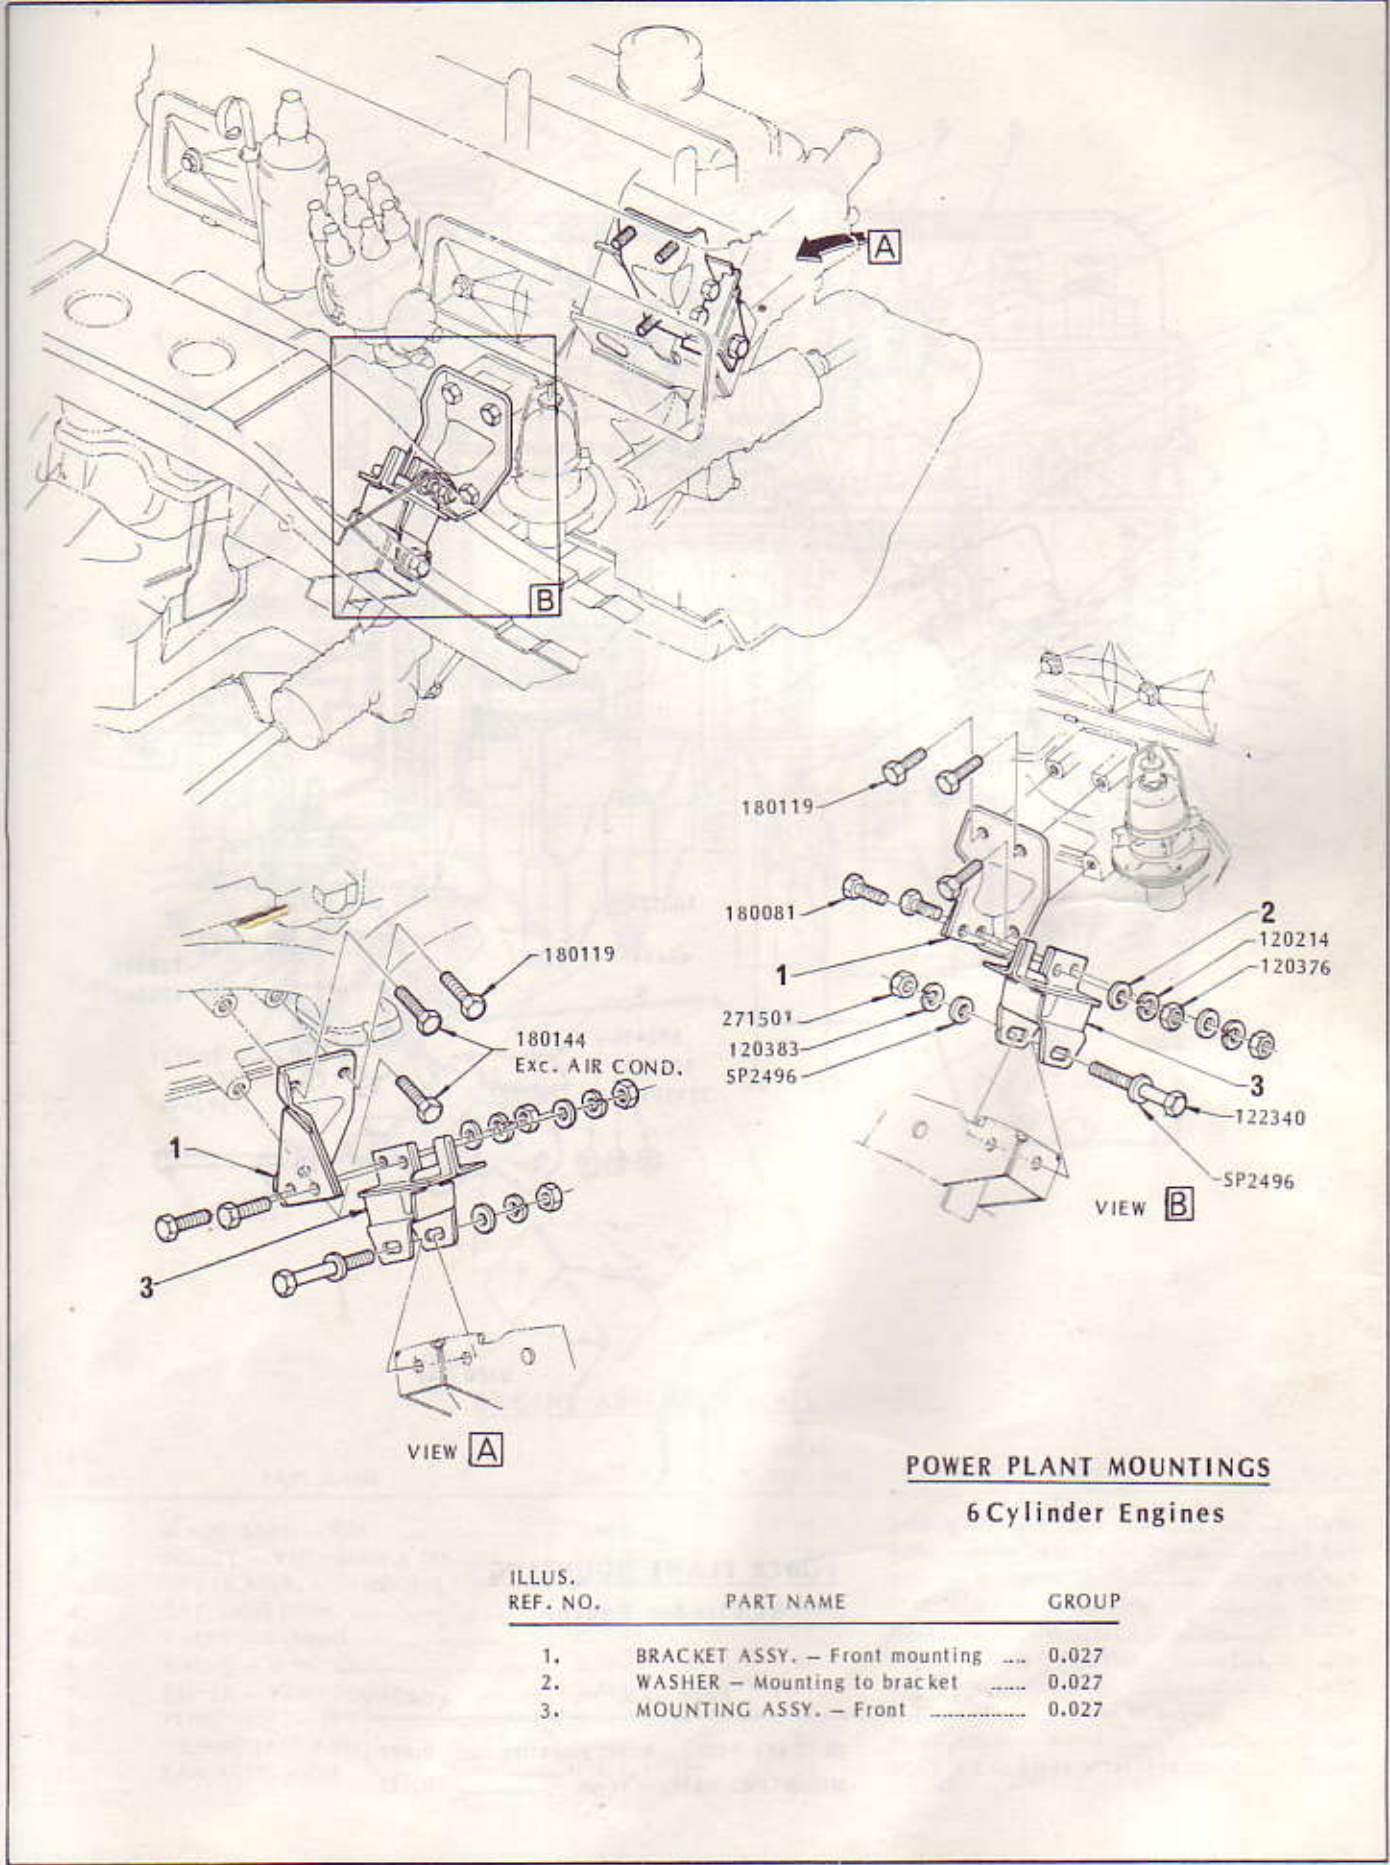 A
B
180119
180081
1
2
120214
120376
120383
SP2496
3
122340
SP2496
VIEW B
180119
180144
Exc. AIR COND.
1
3
VIEW A
POWER PLANT MOUNTINGS
6 Cylinder Engines
ILLUS.
REF. NO. PART NAME GROUP
1. BRACKET ASSY. — Front mounting .... 0.027
2. WASHER — Mounting to bracket ...... 0.027
3. MOUNTING ASSY. — Front ................ 0.027